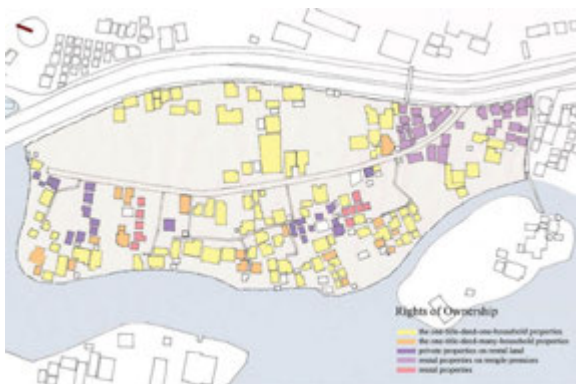 Rights of Ownership
the one-title-deed-one-household properties
the one-title-deed-many-household properties
private properties on rental land
rental properties on temple premises
rental properties